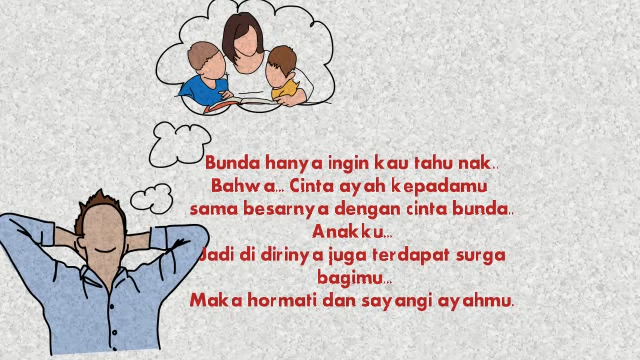 Bunda hanya ingin kau tahu nak..
Bahwa... Cinta ayah kepadamu
sama besarnya dengan cinta bunda..
Anakku...
Jadi di dirinya juga terdapat surga
bagimu...
Maka hormati dan sayangi ayahmu.